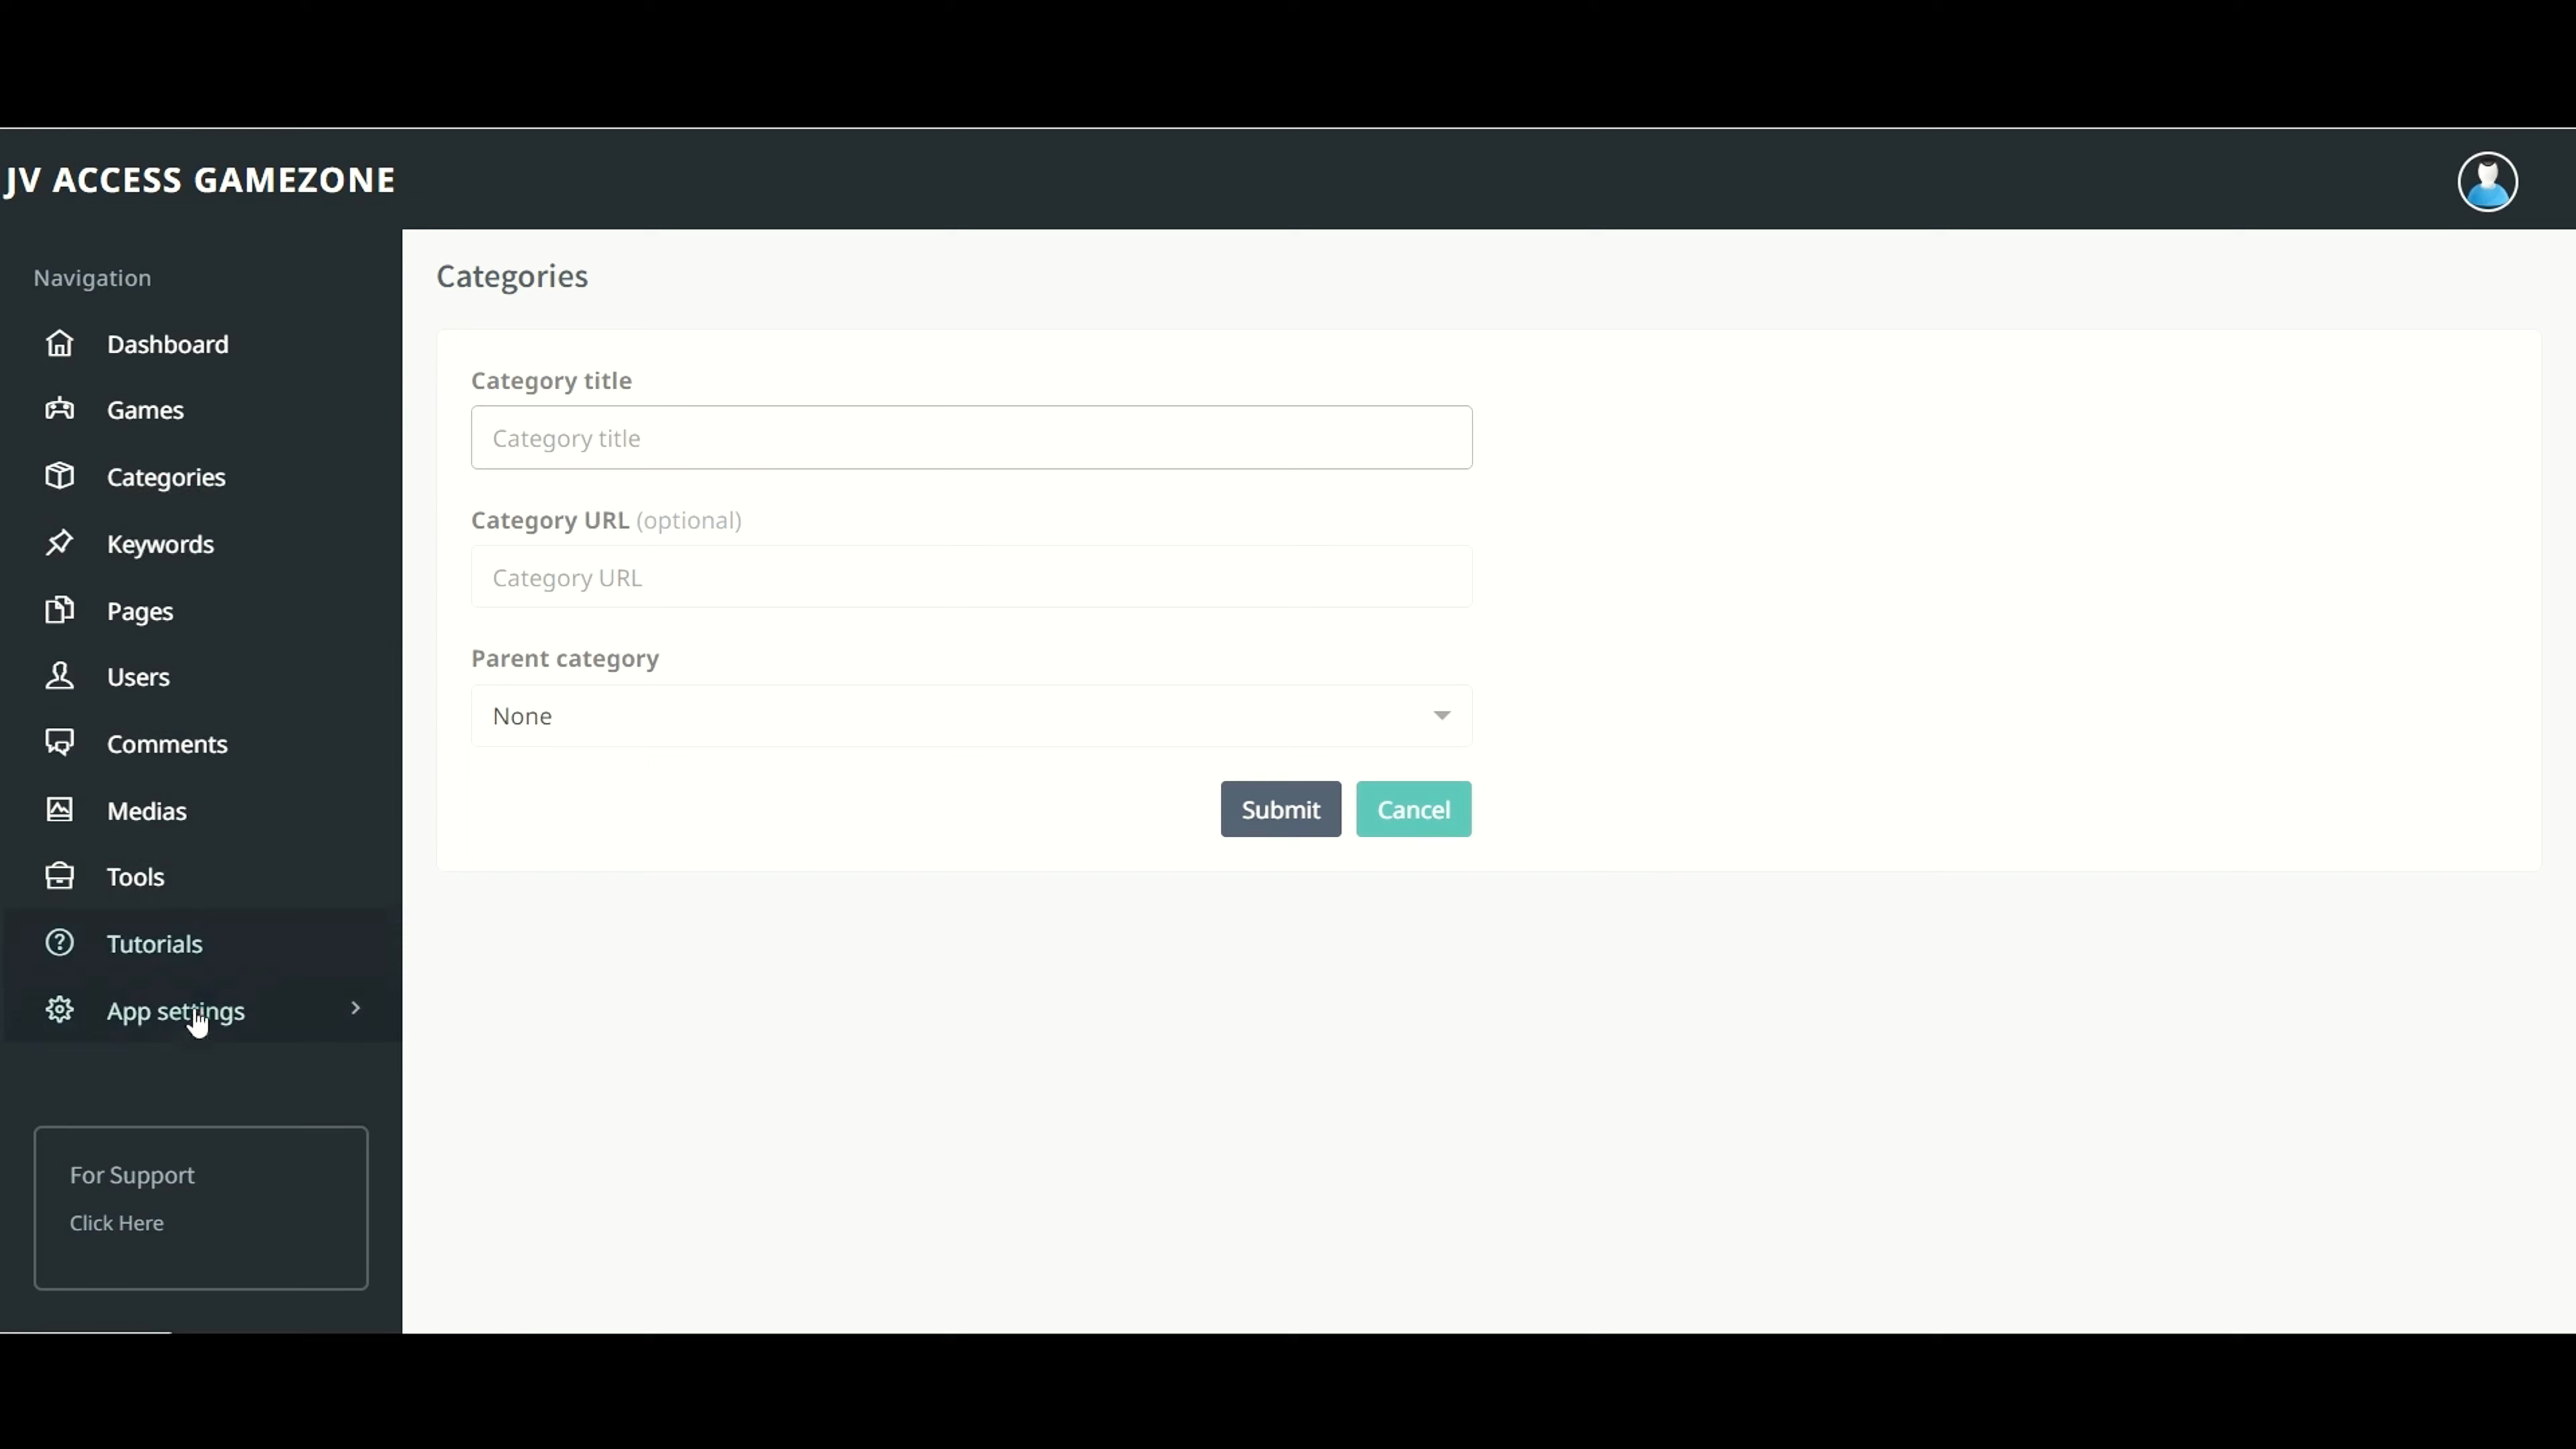 JV ACCESS GAMEZONE
Navigation
Dashboard
Games
Categories
Keywords
Pages
Users
Comments
Medias
Tools
Tutorials
App settings
For Support
Click Here
Categories
Category title
Category title
Category URL (optional)
Category URL
Parent category
None
Submit Cancel